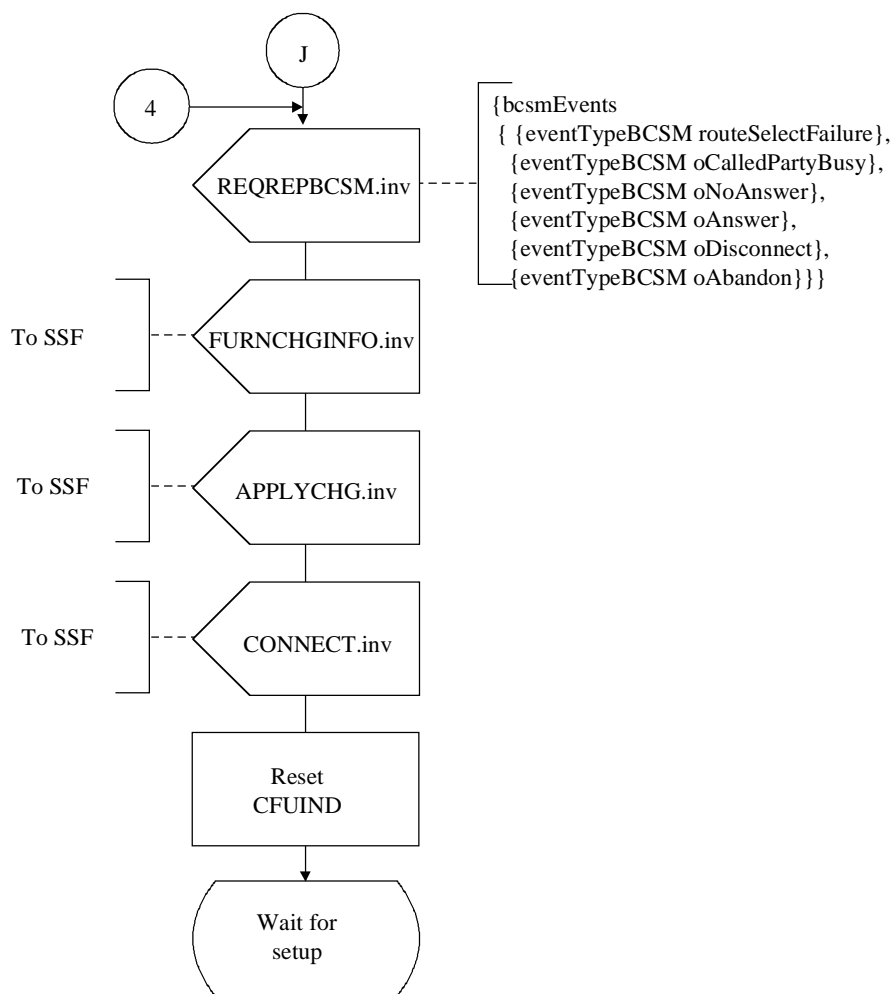 J
4
REQREPBCSM.inv
{bcsmEvents
{ {eventTypeBCSM routeSelectFailure},
{eventTypeBCSM oCalledPartyBusy},
{eventTypeBCSM oNoAnswer},
{eventTypeBCSM oAnswer},
{eventTypeBCSM oDisconnect},
{eventTypeBCSM oAbandon}}}
To SSF
FURNCHGINFO.inv
To SSF
APPLYCHG.inv
To SSF
CONNECT.inv
Reset
CFUIND
Wait for
setup